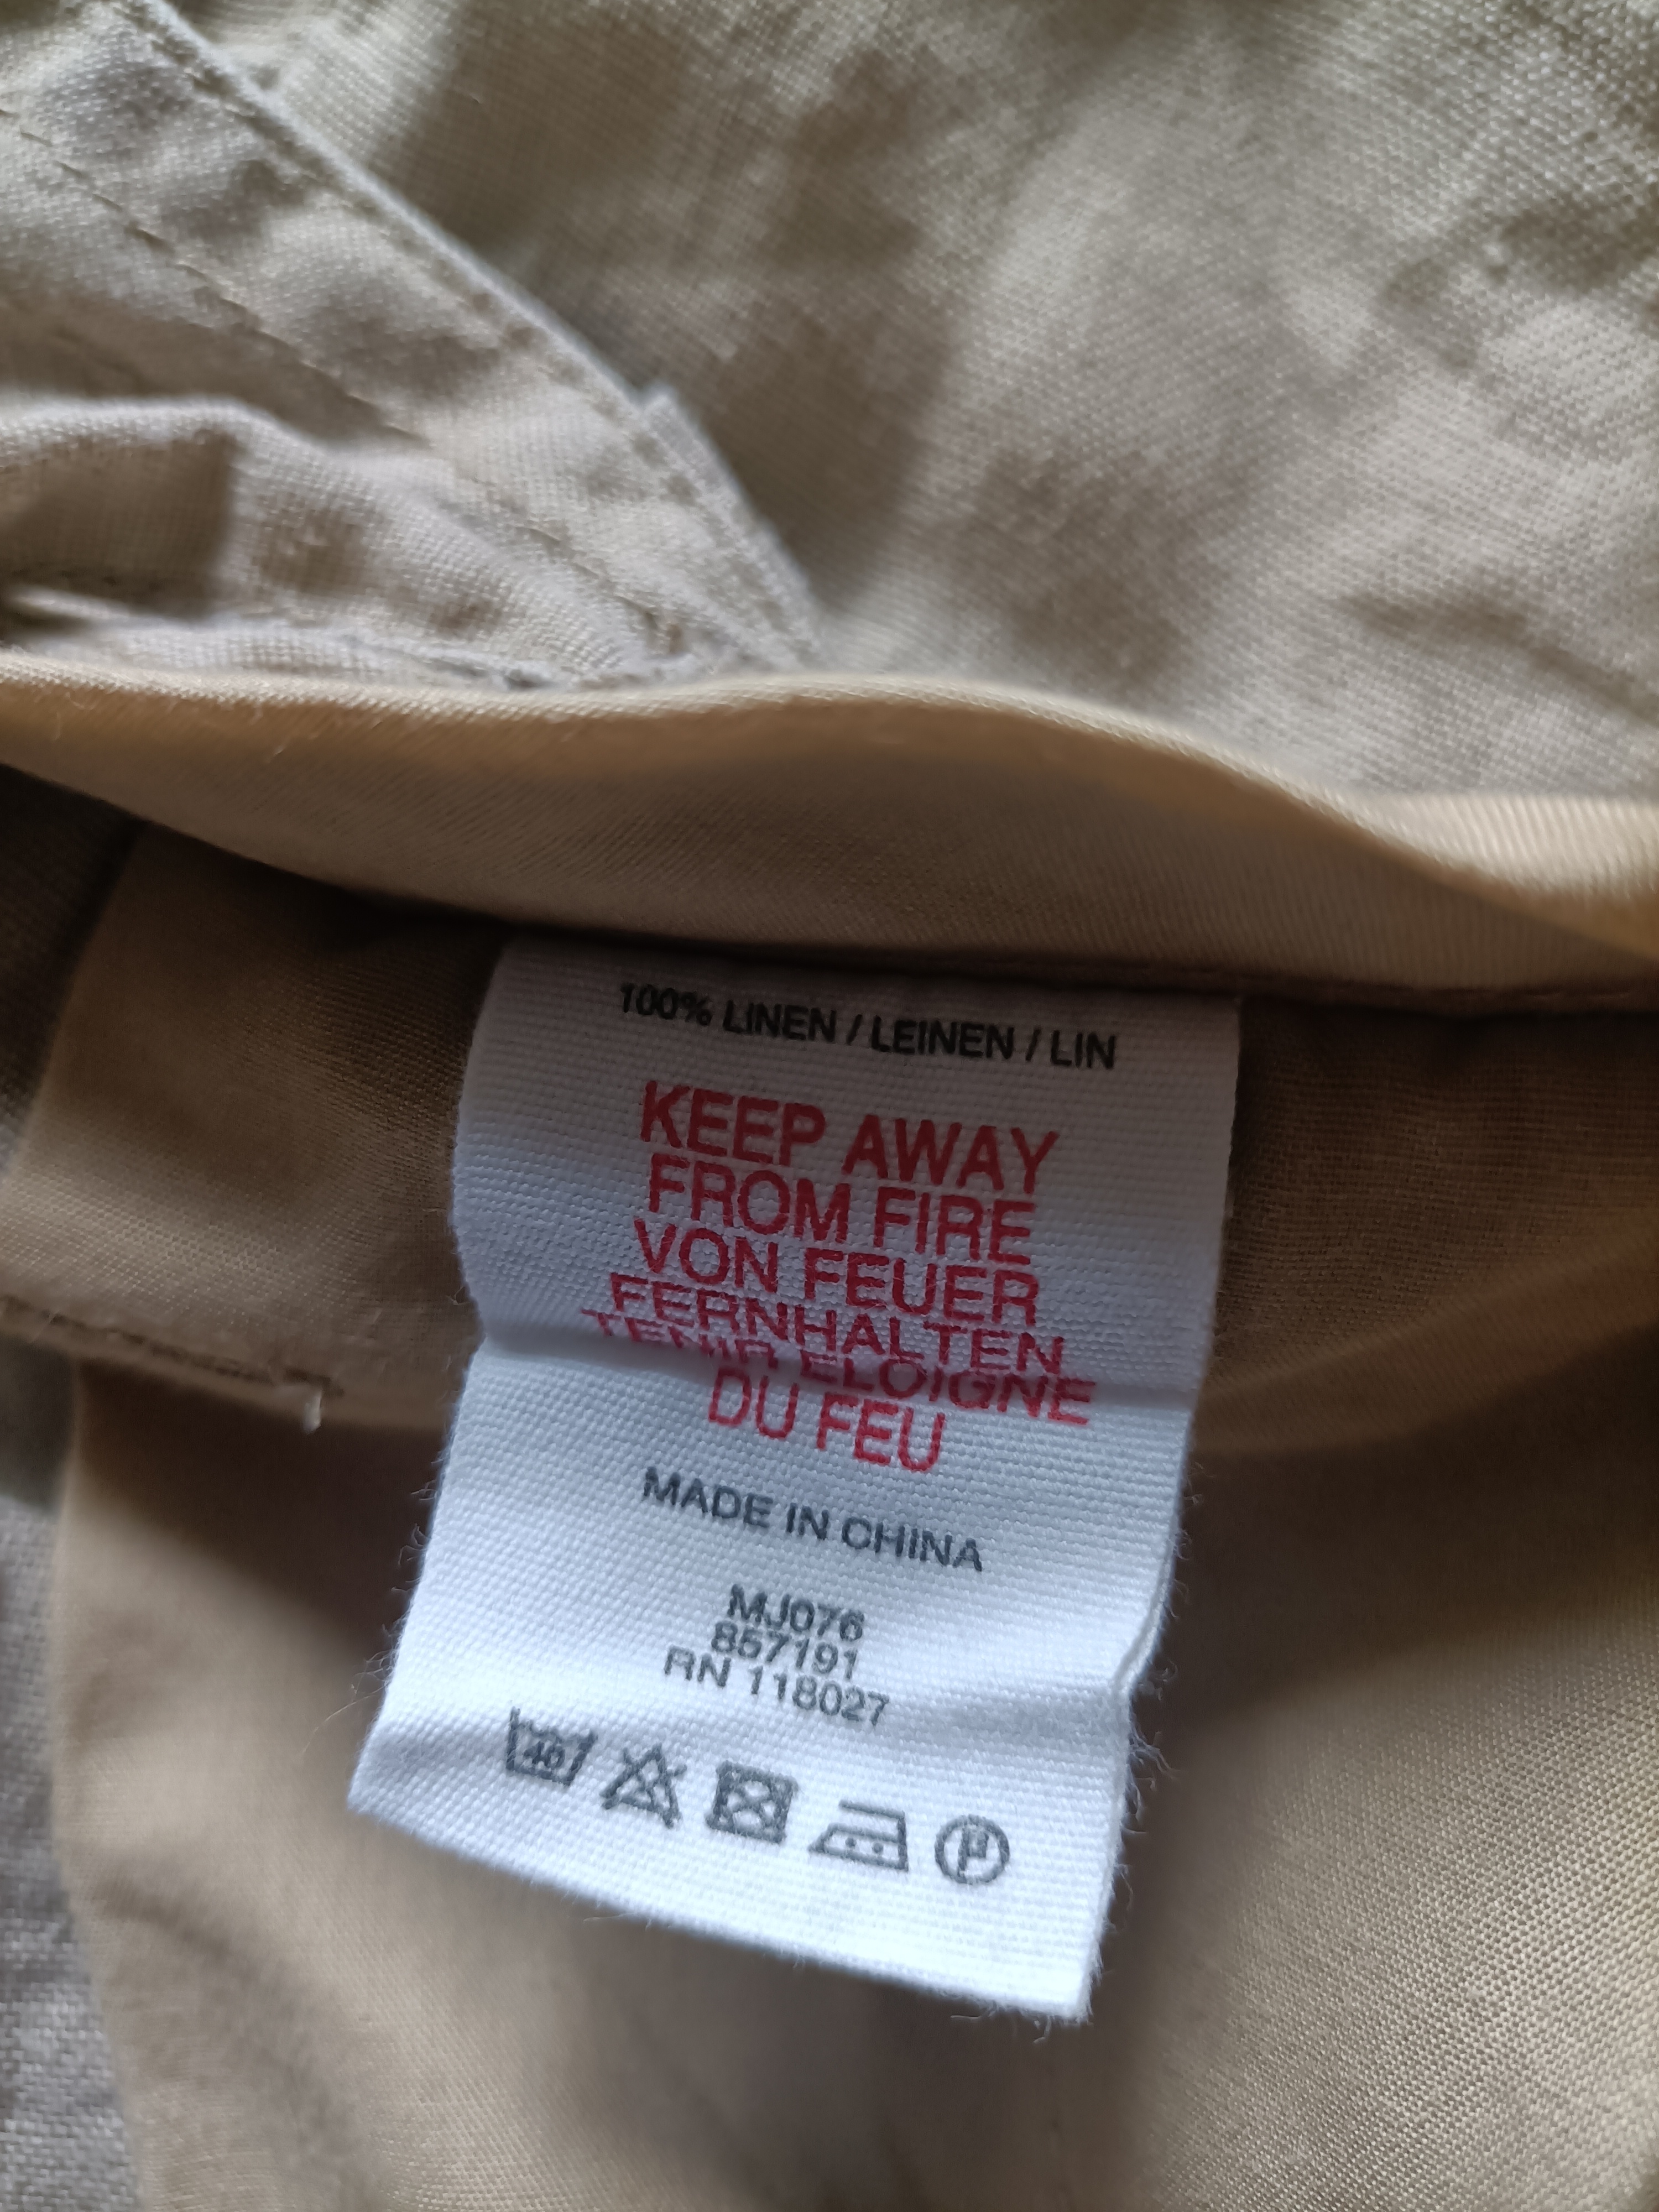 100% LINEN / LEINEN / LIN
KEEP AWAY
FROM FIRE
VON FEUER
FERNHALTEN
TENIR ELOIGNE
DU FEU
MADE IN CHINA
MJ076
857191
RN 118027
40
P